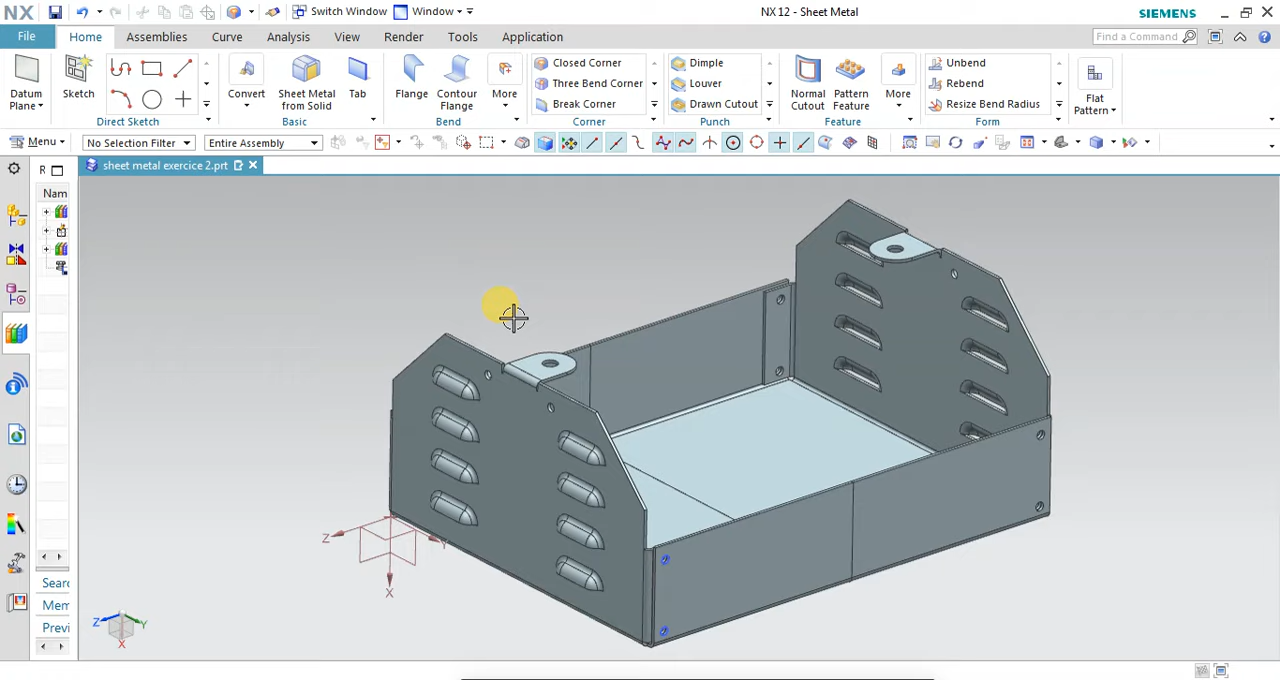 NX
Switch Window
Window
NX 12 - Sheet Metal
SIEMENS
File
Home
Assemblies
Curve
Analysis
View
Render
Tools
Application
Find a Command
Datum Plane
Sketch
Direct Sketch
Convert
Sheet Metal from Solid
Tab
Basic
Flange
Contour Flange
More
Bend
Closed Corner
Three Bend Corner
Break Corner
Corner
Dimple
Louver
Drawn Cutout
Punch
Normal Cutout
Pattern Feature
More
Feature
Unbend
Rebend
Resize Bend Radius
Form
Flat Pattern
Menu
No Selection Filter
Entire Assembly
R
sheet metal exercice 2.prt
Nam
Searc
Mem
Previ
Z
Y
X
Z
Y
X